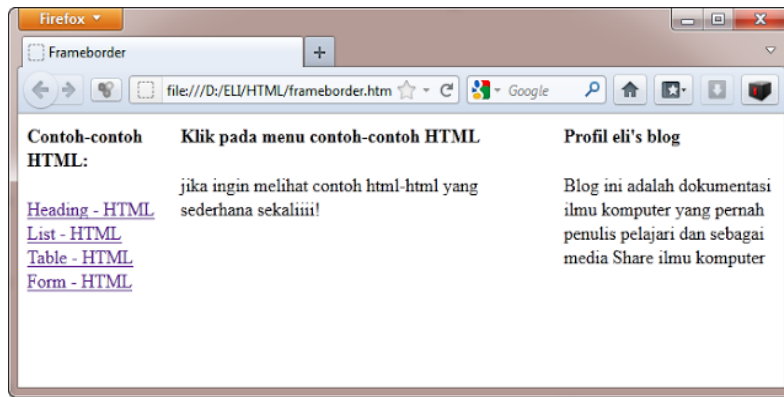 Firefox
Frameborder
file:///D:/ELI/HTML/frameborder.htm
Google
Contoh-contoh
HTML:
Heading - HTML
List - HTML
Table - HTML
Form - HTML
Klik pada menu contoh-contoh HTML
jika ingin melihat contoh html-html yang
sederhana sekaliiii!
Profil eli's blog
Blog ini adalah dokumentasi
ilmu komputer yang pernah
penulis pelajari dan sebagai
media Share ilmu komputer